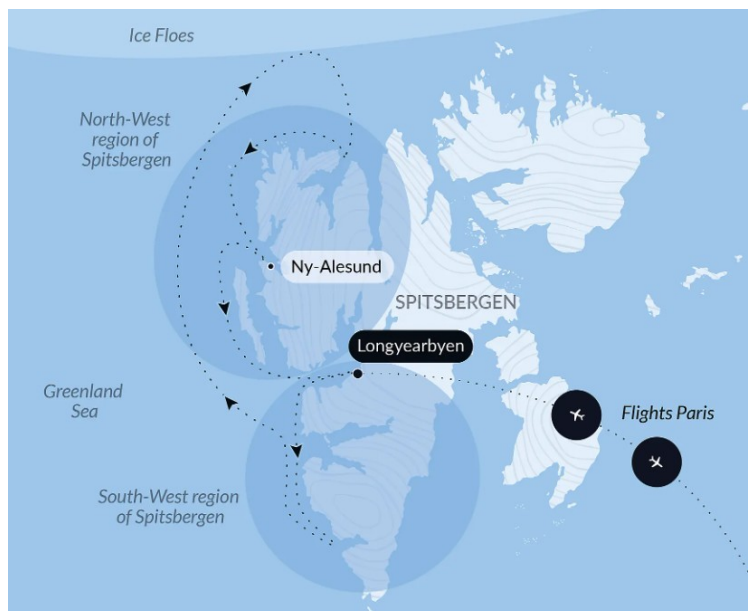 Ice Floes
North-West
region of
Spitsbergen
Ny-Alesund
SPITSBERGEN
Longyearbyen
Greenland
Sea
Flights Paris
South-West region
of Spitsbergen